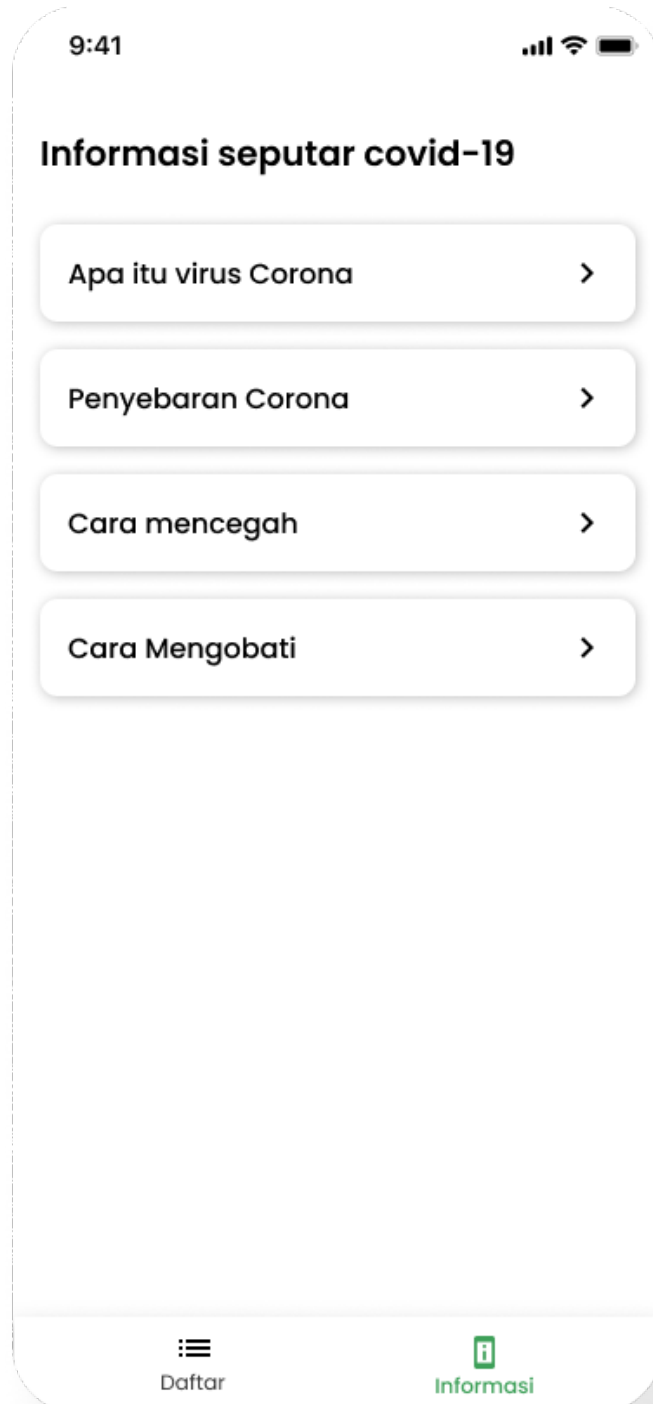 9:41
Informasi seputar covid-19
Apa itu virus Corona
Penyebaran Corona
Cara mencegah
Cara Mengobati
Daftar
Informasi